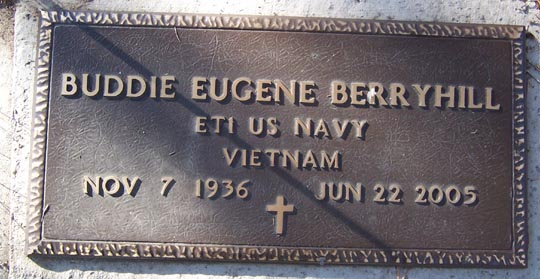 BUDDIE EUGENE BERRYHILL
ET1 US NAVY
VIETNAM
NOV 7 1936 JUN 22 2005